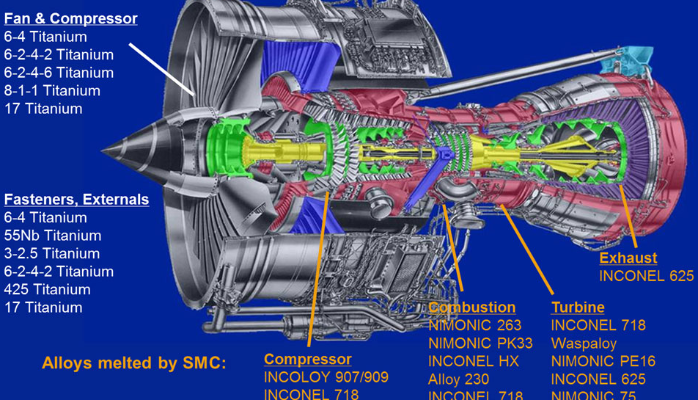 Fan & Compressor
6-4 Titanium
6-2-4-2 Titanium
6-2-4-6 Titanium
8-1-1 Titanium
17 Titanium
Fasteners, Externals
6-4 Titanium
55Nb Titanium
3-2.5 Titanium
6-2-4-2 Titanium
425 Titanium
17 Titanium
Alloys melted by SMC:
Compressor
INCOLOY 907/909
INCONEL 718
Combustion
NIMONIC 263
NIMONIC PK33
INCONEL HX
Alloy 230
INCONEL 718
Turbine
INCONEL 718
Waspaloy
NIMONIC PE16
INCONEL 625
NIMONIC 75
Exhaust
INCONEL 625